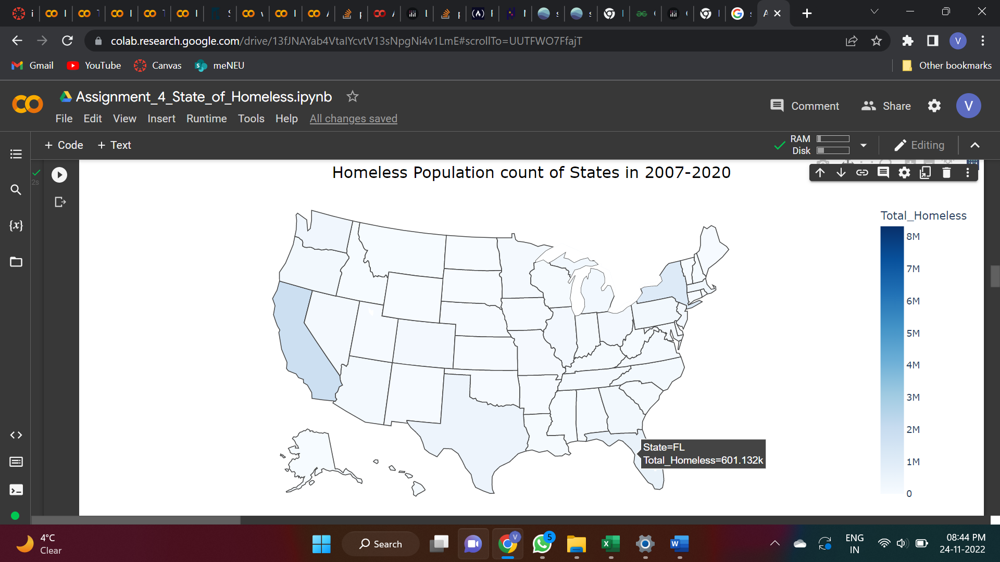 colab.research.google.com/drive/13fJNAYab4VtaIYcvtV13sNpgNi4v1LmE#scrollTo=UUTFWO7FfajT
V
Gmail YouTube Canvas meNEU Other bookmarks
Assignment_4_State_of_Homeless.ipynb
Comment Share V
File Edit View Insert Runtime Tools Help All changes saved
+ Code + Text
RAM
Disk
Editing
2s
{x}
Homeless Population count of States in 2007-2020
Total_Homeless
8M
7M
6M
5M
4M
3M
2M
1M
0
State=FL
Total_Homeless=601.132k
4°C
Clear
Search
V
5
ENG
IN
08:44 PM
24-11-2022